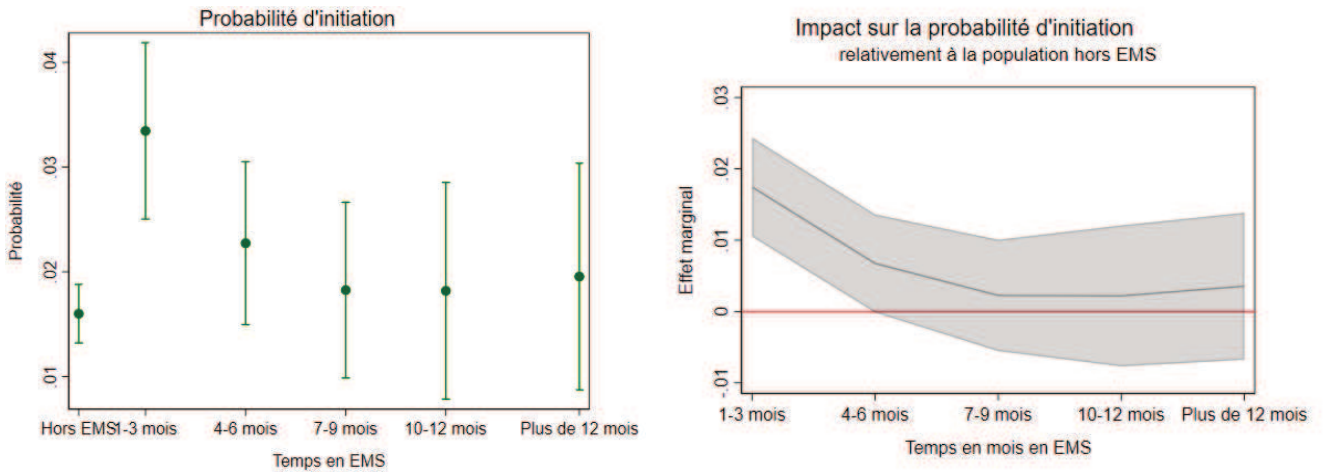 Probabilité d'initiation
Probabilité
.04
.03
.02
.01
Hors EMS 1-3 mois 4-6 mois 7-9 mois 10-12 mois Plus de 12 mois
Temps en EMS
Impact sur la probabilité d'initiation
relativement à la population hors EMS
Effet marginal
.03
.02
.01
0
-.01
1-3 mois 4-6 mois 7-9 mois 10-12 mois Plus de 12 mois
Temps en mois en EMS